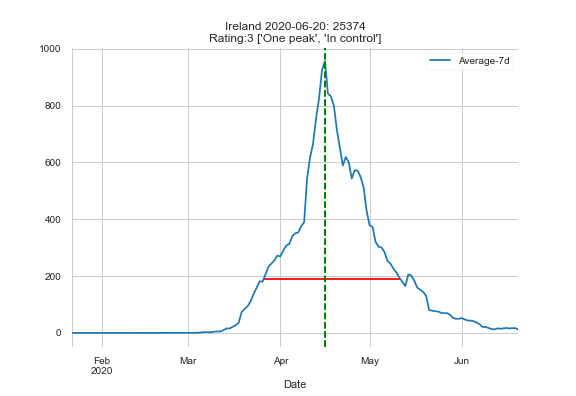 Ireland 2020-06-20: 25374
Rating:3 ['One peak', 'In control']
Average-7d
1000
800
600
400
200
0
Feb
2020
Mar
Apr
May
Jun
Date